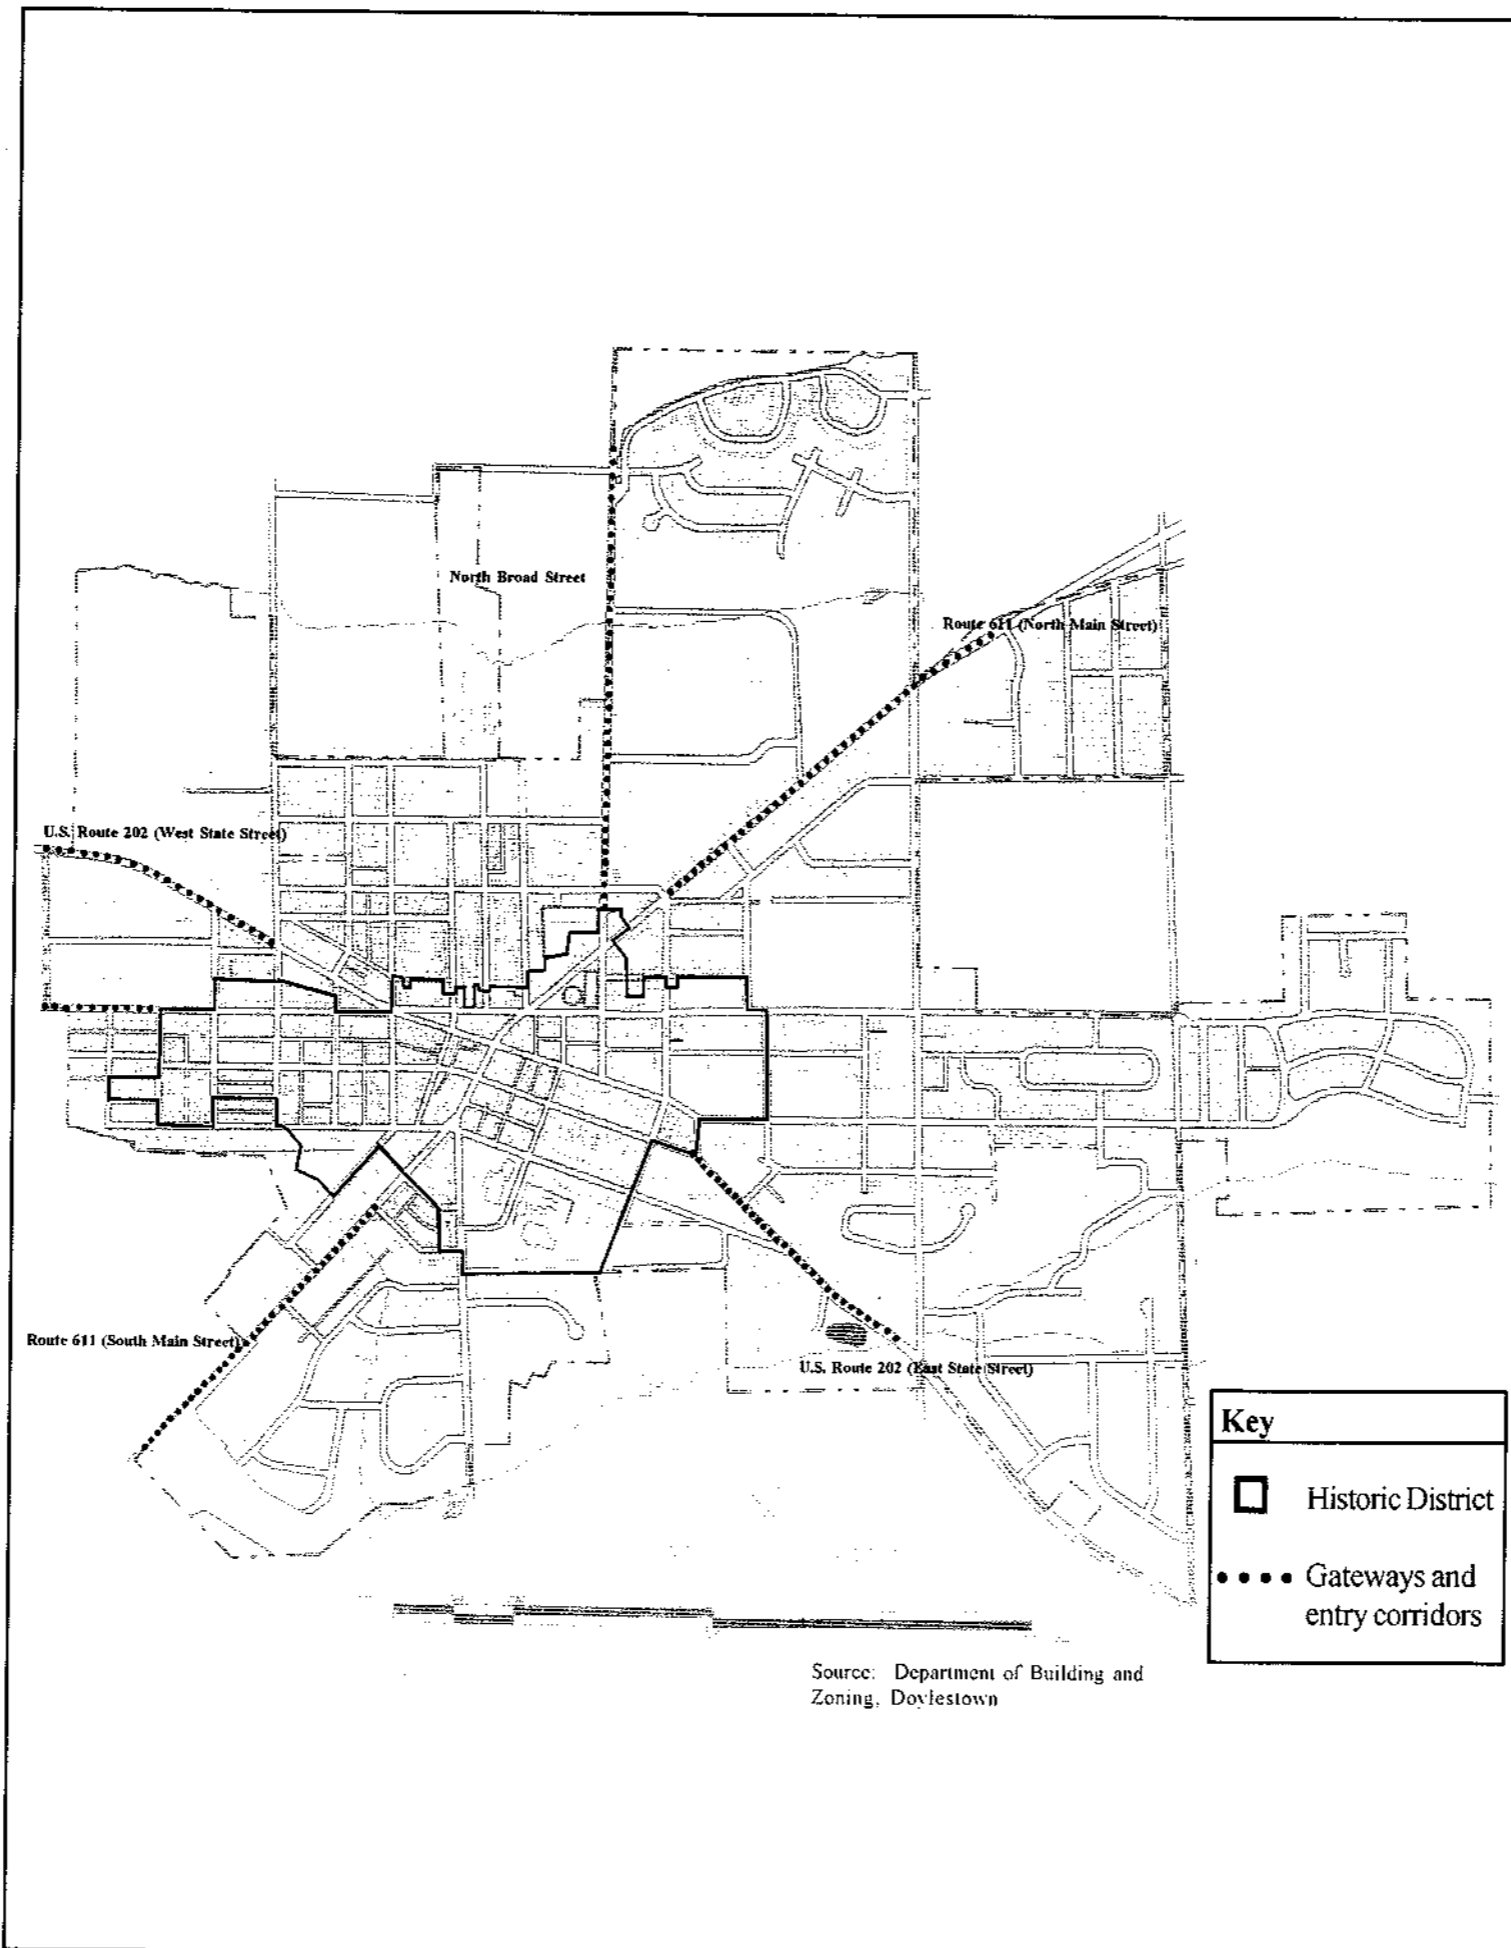 North Broad Street
Route 611 (North Main Street)
U.S. Route 202 (West State Street)
Route 611 (South Main Street)
U.S. Route 202 (East State Street)
Key
Historic District
Gateways and
entry corridors
Source: Department of Building and
Zoning, Doylestown